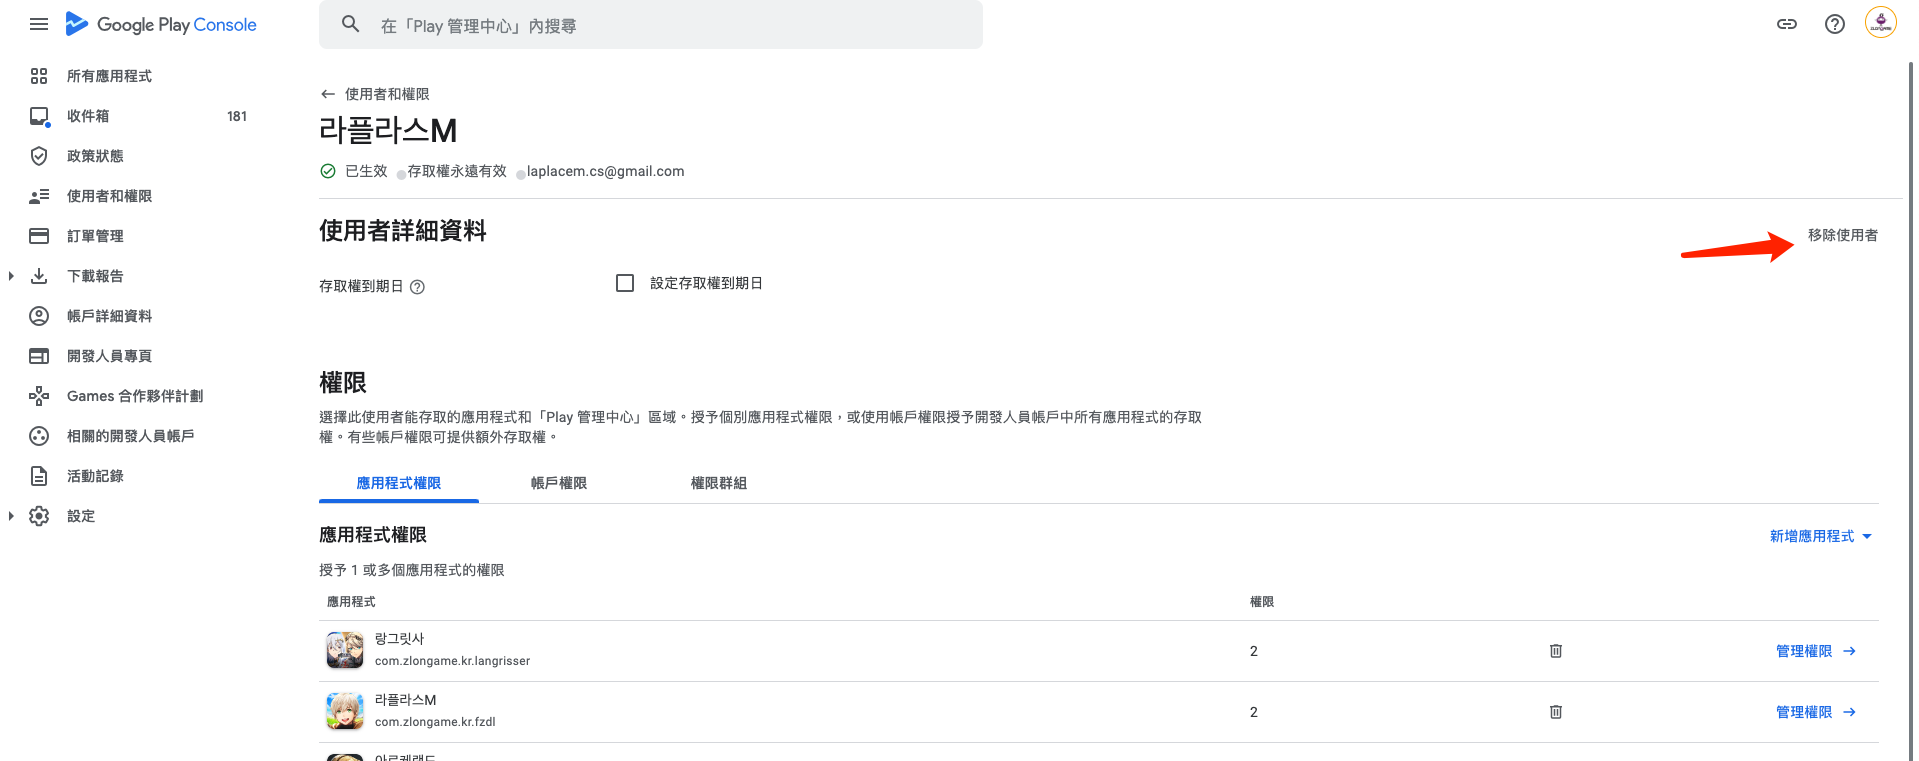 Google Play Console
在「Play 管理中心」內搜尋
ZLONGAME
所有應用程式
收件箱 181
政策狀態
使用者和權限
訂單管理
下載報告
帳戶詳細資料
開發人員專頁
Games 合作夥伴計劃
相關的開發人員帳戶
活動記錄
設定
使用者和權限
라플라스M
已生效 存取權永遠有效 laplacem.cs@gmail.com
使用者詳細資料
移除使用者
存取權到期日
設定存取權到期日
權限
選擇此使用者能存取的應用程式和「Play 管理中心」區域。授予個別應用程式權限，或使用帳戶權限授予開發人員帳戶中所有應用程式的存取
權。有些帳戶權限可提供額外存取權。
應用程式權限 帳戶權限 權限群組
應用程式權限
新增應用程式
授予 1 或多個應用程式的權限
應用程式 權限
랑그릿사
com.zlongame.kr.langrisser
2
管理權限
라플라스M
com.zlongame.kr.fzdl
2
管理權限